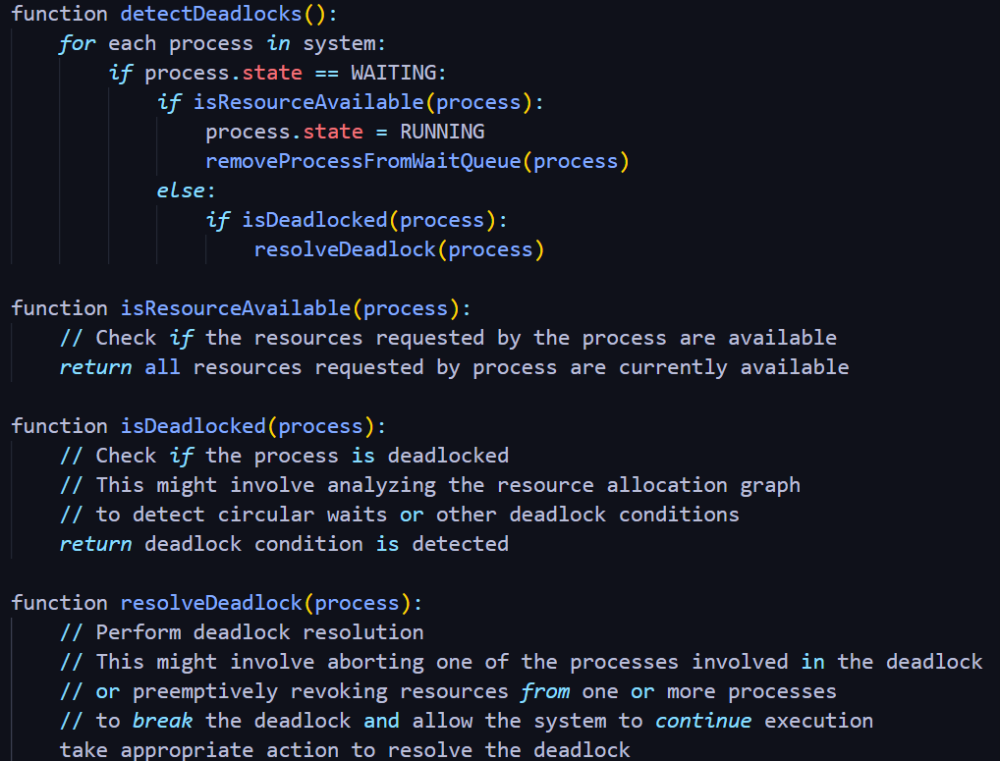 function detectDeadlocks():
    for each process in system:
        if process.state == WAITING:
            if isResourceAvailable(process):
                process.state = RUNNING
                removeProcessFromWaitQueue(process)
            else:
                if isDeadlocked(process):
                    resolveDeadlock(process)

function isResourceAvailable(process):
    // Check if the resources requested by the process are available
    return all resources requested by process are currently available

function isDeadlocked(process):
    // Check if the process is deadlocked
    // This might involve analyzing the resource allocation graph
    // to detect circular waits or other deadlock conditions
    return deadlock condition is detected

function resolveDeadlock(process):
    // Perform deadlock resolution
    // This might involve aborting one of the processes involved in the deadlock
    // or preemptively revoking resources from one or more processes
    // to break the deadlock and allow the system to continue execution
    take appropriate action to resolve the deadlock